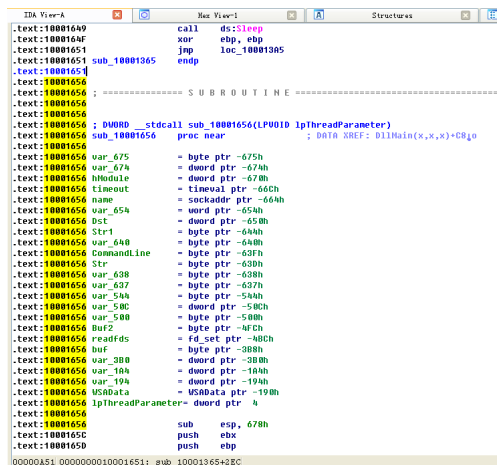 IDA View-A Hex View-1 A Structures
.text:10001649 call ds:Sleep
.text:1000164F xor ebp, ebp
.text:10001651 jmp loc_100013A5
.text:10001651 sub_10001365 endp
.text:10001651
.text:10001656
.text:10001656 ; =============== S U B R O U T I N E =======================================
.text:10001656
.text:10001656
.text:10001656 ; DWORD __stdcall sub_10001656(LPVOID lpThreadParameter)
.text:10001656 sub_10001656 proc near ; DATA XREF: DllMain(x,x,x)+C8↓o
.text:10001656
.text:10001656 var_675 = byte ptr -675h
.text:10001656 var_674 = dword ptr -674h
.text:10001656 hModule = dword ptr -670h
.text:10001656 timeout = timeval ptr -66Ch
.text:10001656 name = sockaddr ptr -664h
.text:10001656 var_654 = word ptr -654h
.text:10001656 Dst = dword ptr -650h
.text:10001656 Str1 = byte ptr -644h
.text:10001656 var_640 = byte ptr -640h
.text:10001656 CommandLine = byte ptr -63Fh
.text:10001656 Str = byte ptr -63Dh
.text:10001656 var_638 = byte ptr -638h
.text:10001656 var_637 = byte ptr -637h
.text:10001656 var_544 = byte ptr -544h
.text:10001656 var_50C = dword ptr -50Ch
.text:10001656 var_500 = byte ptr -500h
.text:10001656 Buf2 = byte ptr -4FCh
.text:10001656 readfds = fd_set ptr -4BCh
.text:10001656 buf = byte ptr -3B8h
.text:10001656 var_3B0 = dword ptr -3B0h
.text:10001656 var_1A4 = dword ptr -1A4h
.text:10001656 var_194 = dword ptr -194h
.text:10001656 WSAData = WSAData ptr -190h
.text:10001656 lpThreadParameter= dword ptr 4
.text:10001656
.text:10001656 sub esp, 678h
.text:1000165C push ebx
.text:1000165D push ebp
00000A51 0000000010001651: sub_10001365+2EC